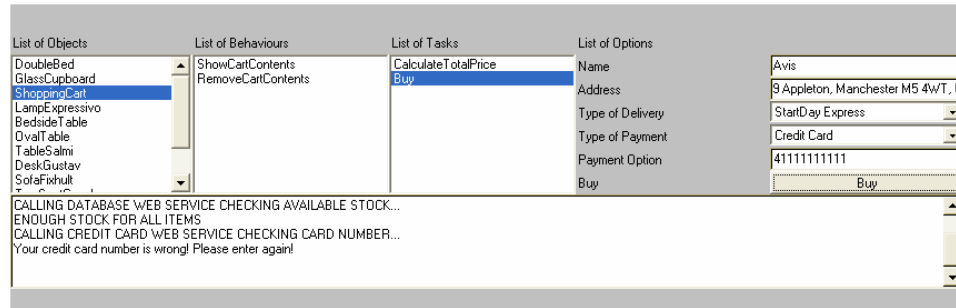 List of Objects
DoubleBed
GlassCupboard
ShoppingCart
LampExpressivo
BedsideTable
OvalTable
TableSalmi
DeskGustav
SofaFixhult
List of Behaviours
ShowCartContents
RemoveCartContents
List of Tasks
CalculateTotalPrice
Buy
List of Options
Name Avis
Address 9 Appleton, Manchester M5 4WT,
Type of Delivery StartDay Express
Type of Payment Credit Card
Payment Option 41111111111
Buy Buy
CALLING DATABASE WEB SERVICE CHECKING AVAILABLE STOCK...
ENOUGH STOCK FOR ALL ITEMS
CALLING CREDIT CARD WEB SERVICE CHECKING CARD NUMBER...
Your credit card number is wrong! Please enter again!